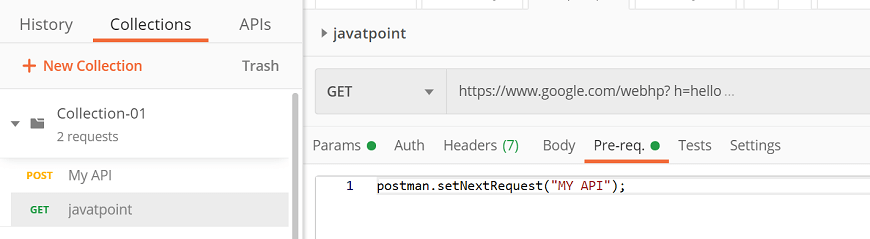 History Collections APIs
+ New Collection Trash
Collection-01
2 requests
POST My API
GET javatpoint
javatpoint
GET https://www.google.com/webhp? h=hello ...
Params Auth Headers (7) Body Pre-req. Tests Settings
1 postman.setNextRequest("MY API");